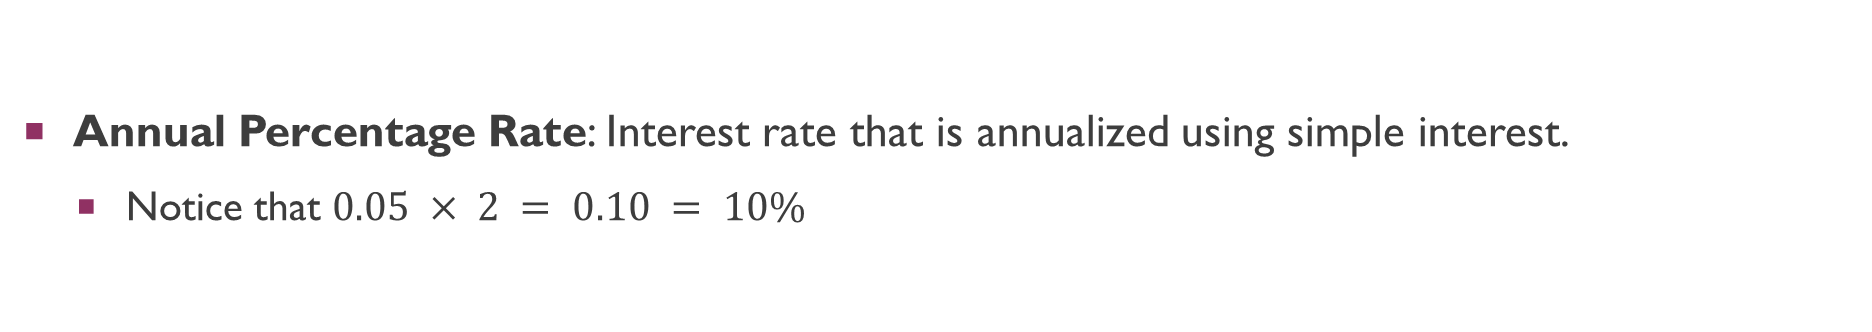 ▪ Annual Percentage Rate: Interest rate that is annualized using simple interest.
▪ Notice that 0.05 × 2 = 0.10 = 10%